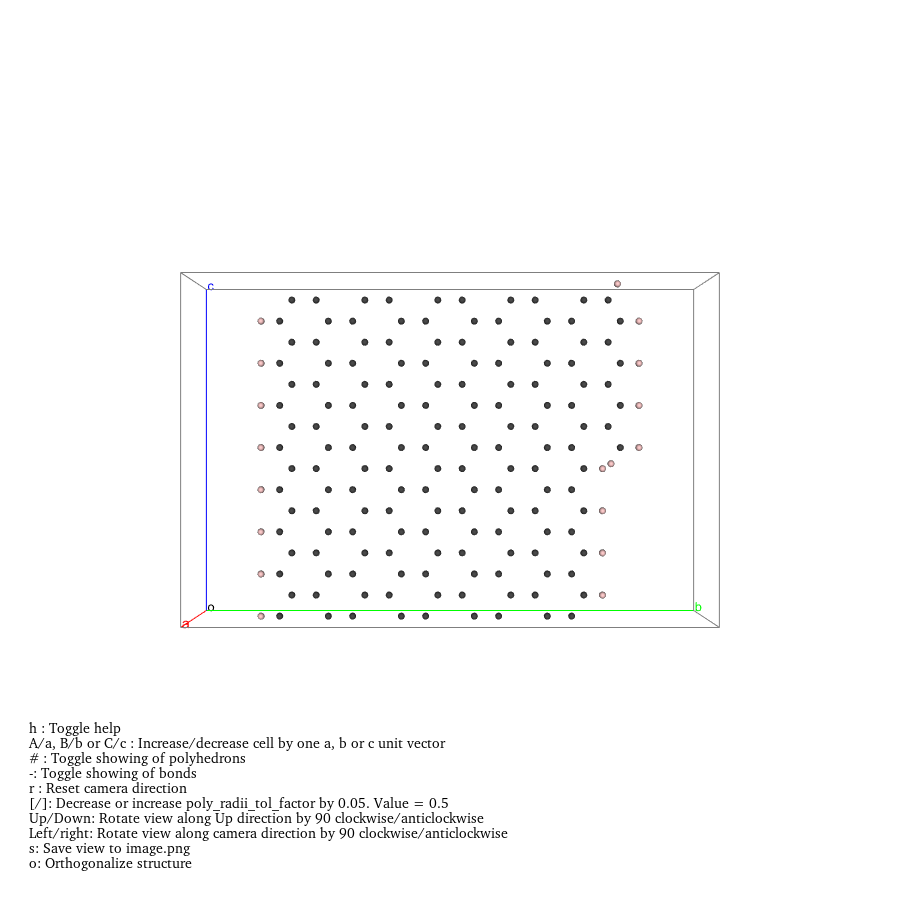 c
o
b
a
h : Toggle help
A/a, B/b or C/c : Increase/decrease cell by one a, b or c unit vector
# : Toggle showing of polyhedrons
-: Toggle showing of bonds
r : Reset camera direction
[/]: Decrease or increase poly_radii_tol_factor by 0.05. Value = 0.5
Up/Down: Rotate view along Up direction by 90 clockwise/anticlockwise
Left/right: Rotate view along camera direction by 90 clockwise/anticlockwise
s: Save view to image.png
o: Orthogonalize structure